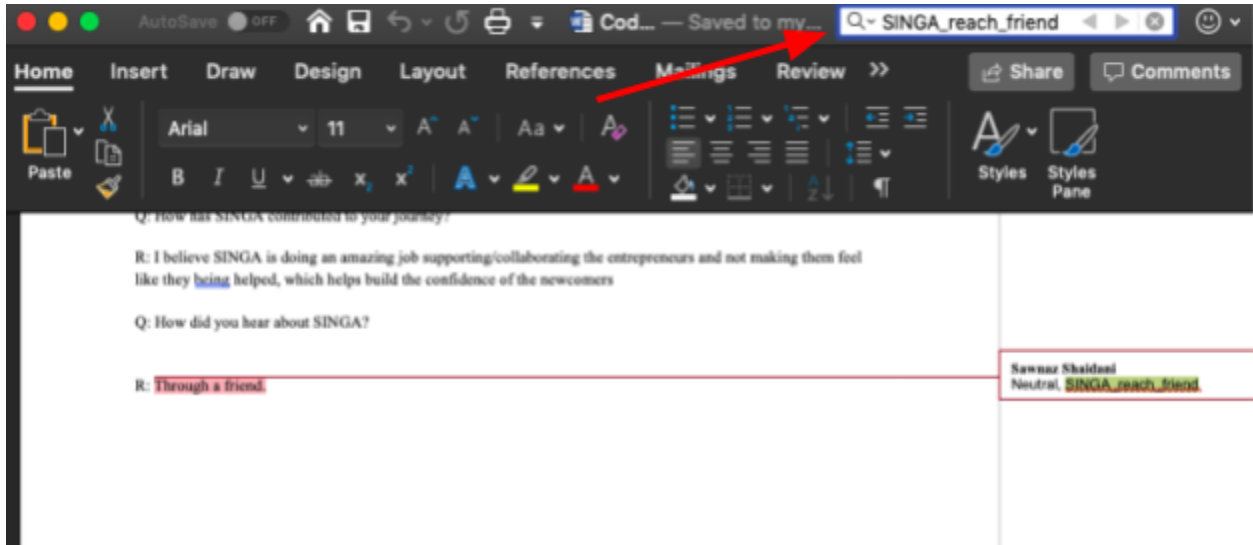 AutoSave OFF Cod... — Saved to my... SINGA_reach_friend
Home Insert Draw Design Layout References Mailings Review >> Share Comments
Arial 11 A A Aa A
Paste B I U ab x₂ x² A A Styles Styles Pane
Q: How has SINGA contributed to your journey?
R: I believe SINGA is doing an amazing job supporting/collaborating the entrepreneurs and not making them feel
like they being helped, which helps build the confidence of the newcomers
Q: How did you hear about SINGA?
R: Through a friend.
Sawnaz Shaidani
Neutral, SINGA_reach_friend